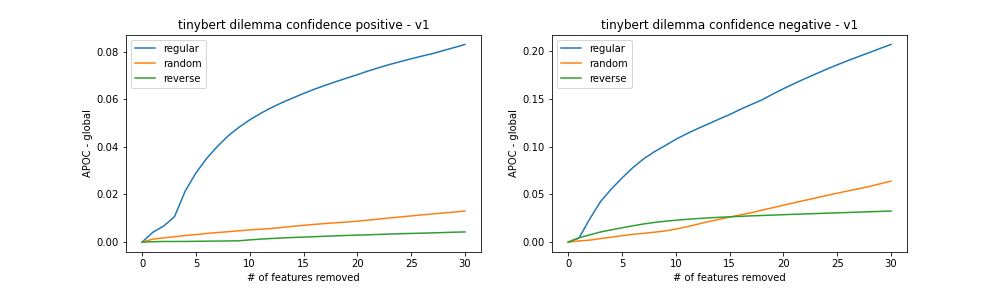 tinybert dilemma confidence positive - v1
APOC - global
0.08
0.06
0.04
0.02
0.00
regular
random
reverse
0 5 10 15 20 25 30
# of features removed
tinybert dilemma confidence negative - v1
APOC - global
0.20
0.15
0.10
0.05
0.00
regular
random
reverse
0 5 10 15 20 25 30
# of features removed